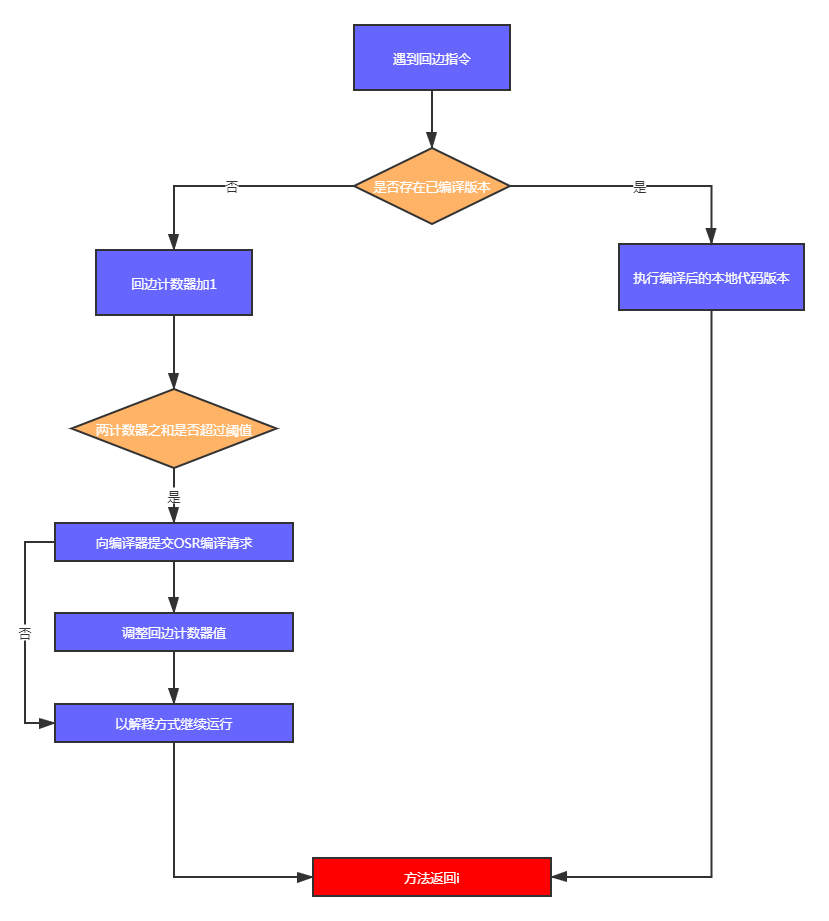 遇到回边指令
是否存在已编译版本
否
是
回边计数器加1
执行编译后的本地代码版本
两计数器之和是否超过阈值
是
向编译器提交OSR编译请求
否
调整回边计数器值
以解释方式继续运行
方法返回i